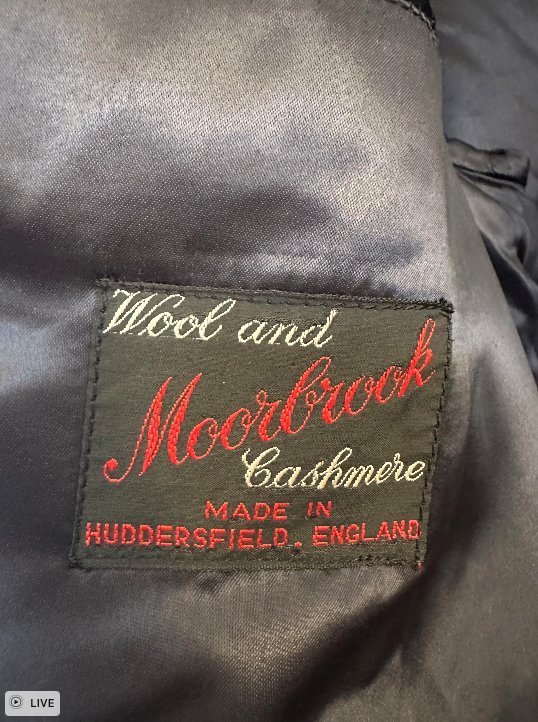 Wool and
Moorbrook
Cashmere
MADE IN
HUDDERSFIELD. ENGLAND
LIVE